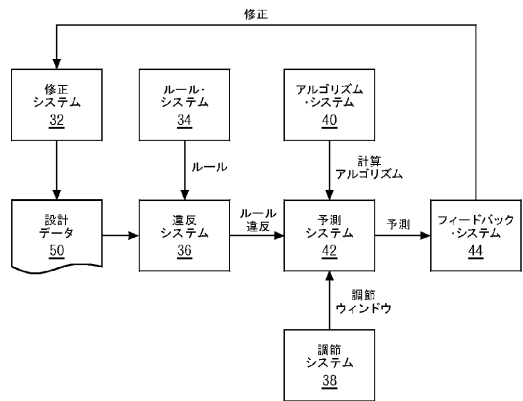 修正
修正
システム
32
ルール・
システム
34
アルゴリズム
・システム
40
ルール
計算
アルゴリズム
設計
データ
50
違反
システム
36
ルール
違反
予測
システム
42
予測
フィードバック
・システム
44
調節
ウィンドウ
調節
システム
38